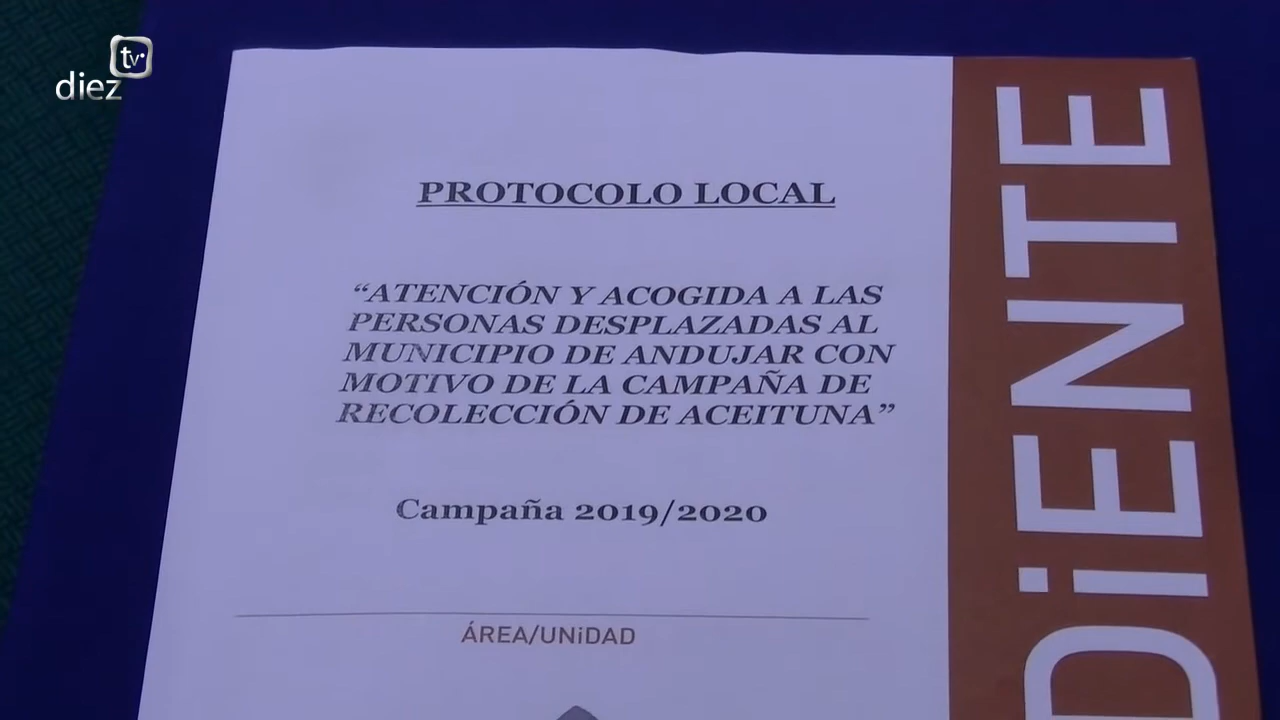 diez tv
PROTOCOLO LOCAL
“ATENCIÓN Y ACOGIDA A LAS
PERSONAS DESPLAZADAS AL
MUNICIPIO DE ANDUJAR CON
MOTIVO DE LA CAMPAÑA DE
RECOLECCIÓN DE ACEITUNA”
Campaña 2019/2020
ÁREA/UNiDAD
DiENTE